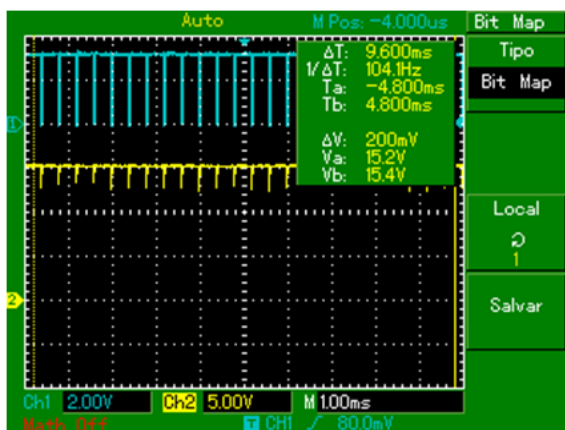 Auto M Pos: -4.000us Bit Map
Tipo
Bit Map
ΔT: 9.600ms
1/ΔT: 104.1Hz
Ta: -4.800ms
Tb: 4.800ms
ΔV: 200mV
Va: 15.2V
Vb: 15.4V
1
Local
1
2
Salvar
Ch1 2.00V Ch2 5.00V M 1.00ms
Math Off T CH1 / 80.0mV